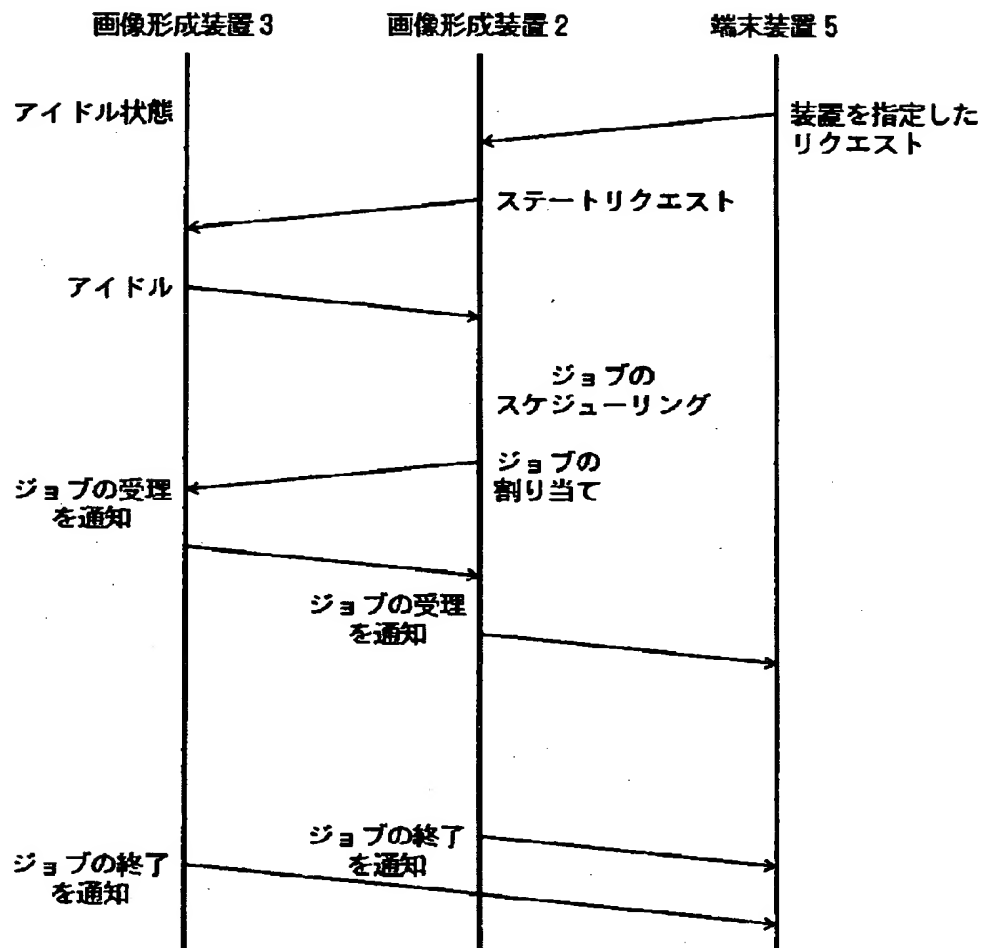 画像形成装置3
画像形成装置2
端末装置5
アイドル状態
装置を指定した
リクエスト
ステートリクエスト
アイドル
ジョブの
スケジューリング
ジョブの
割り当て
ジョブの受理
を通知
ジョブの受理
を通知
ジョブの終了
を通知
ジョブの終了
を通知